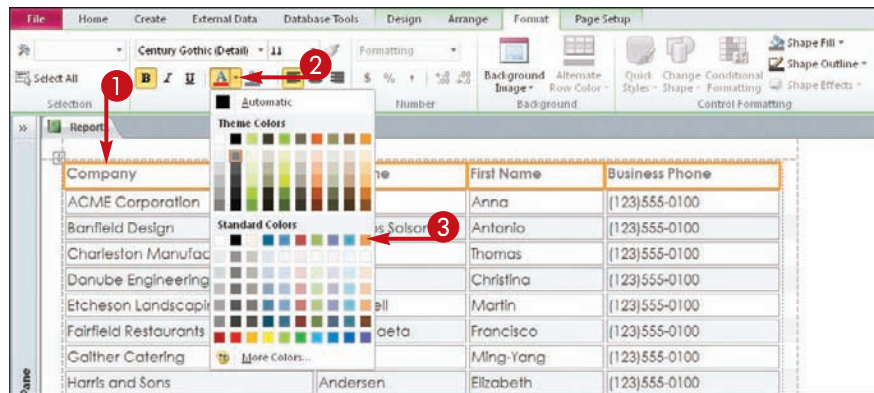 File Home Create External Data Database Tools Design Arrange Format Page Setup
Century Gothic (Detail) 11 Formatting Shape Fill
Select All B I U A $ % , Background Image Alternate Row Color Quick Styles Change Shape Conditional Formatting Shape Outline
Shape Effects
Selection Number Background Control Formatting
1
2
3
Automatic
Theme Colors
Standard Colors
More Colors...
» Report
Company First Name Business Phone
ACME Corporation Anna (123)555-0100
Banfield Design Antonio (123)555-0100
Charleston Thomas (123)555-0100
Danube Engineering Christina (123)555-0100
Etcheson Martin (123)555-0100
Fairfield Restaurants Francisco (123)555-0100
Gaither Catering Ming-Yang (123)555-0100
Harris and Sons Andersen Elizabeth (123)555-0100
Pane